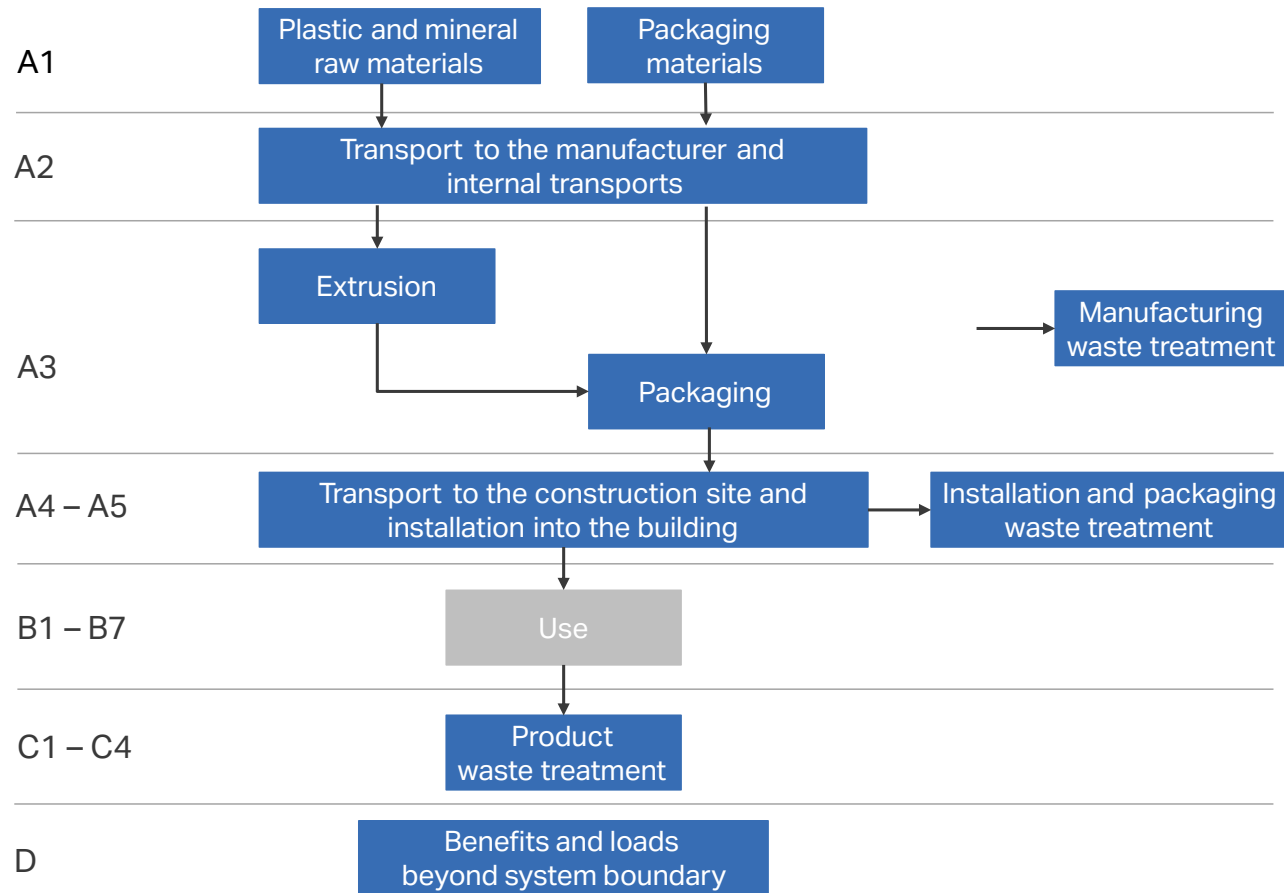 A1
Plastic and mineral
raw materials
Packaging
materials
A2
Transport to the manufacturer and
internal transports
A3
Extrusion
Manufacturing
waste treatment
Packaging
A4 – A5
Transport to the construction site and
installation into the building
Installation and packaging
waste treatment
B1 – B7
Use
C1 – C4
Product
waste treatment
D
Benefits and loads
beyond system boundary